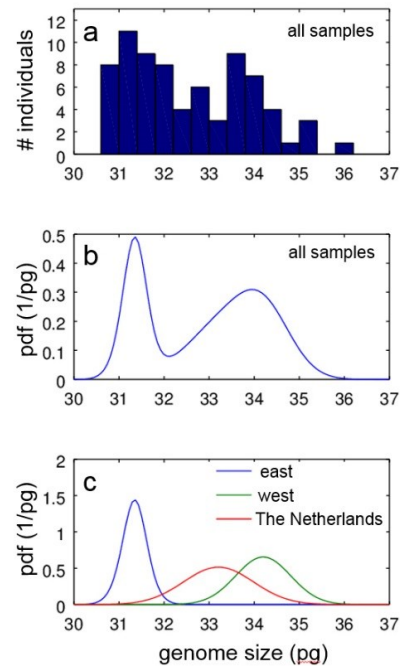 a
all samples
# individuals
12
10
8
6
4
2
0
30 31 32 33 34 35 36 37
b
all samples
pdf (1/pg)
0.5
0.4
0.3
0.2
0.1
0
30 31 32 33 34 35 36 37
c
east
west
The Netherlands
pdf (1/pg)
2
1.5
1
0.5
0
30 31 32 33 34 35 36 37
genome size (pg)